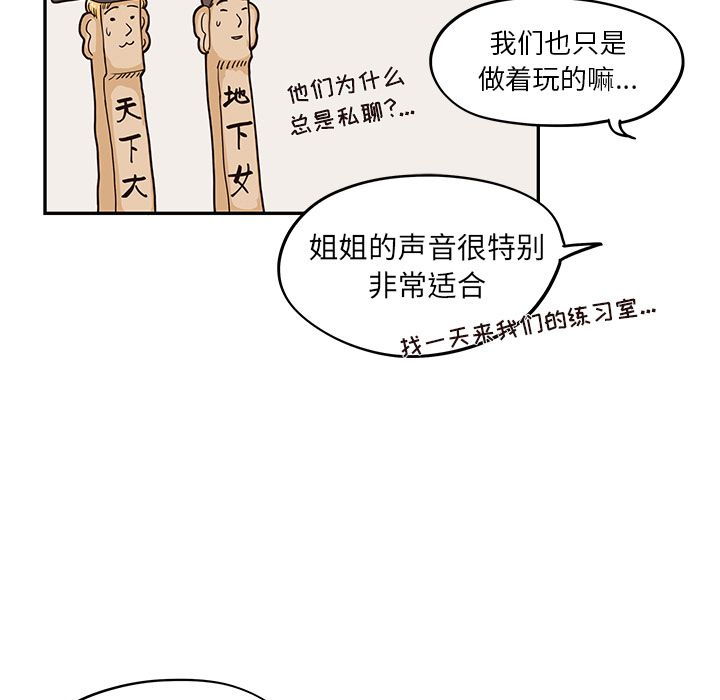 我们也只是
做着玩的嘛...
他们为什么
总是私聊?...
天下大
地下女
姐姐的声音很特别
非常适合
找一天来我们的练习室...